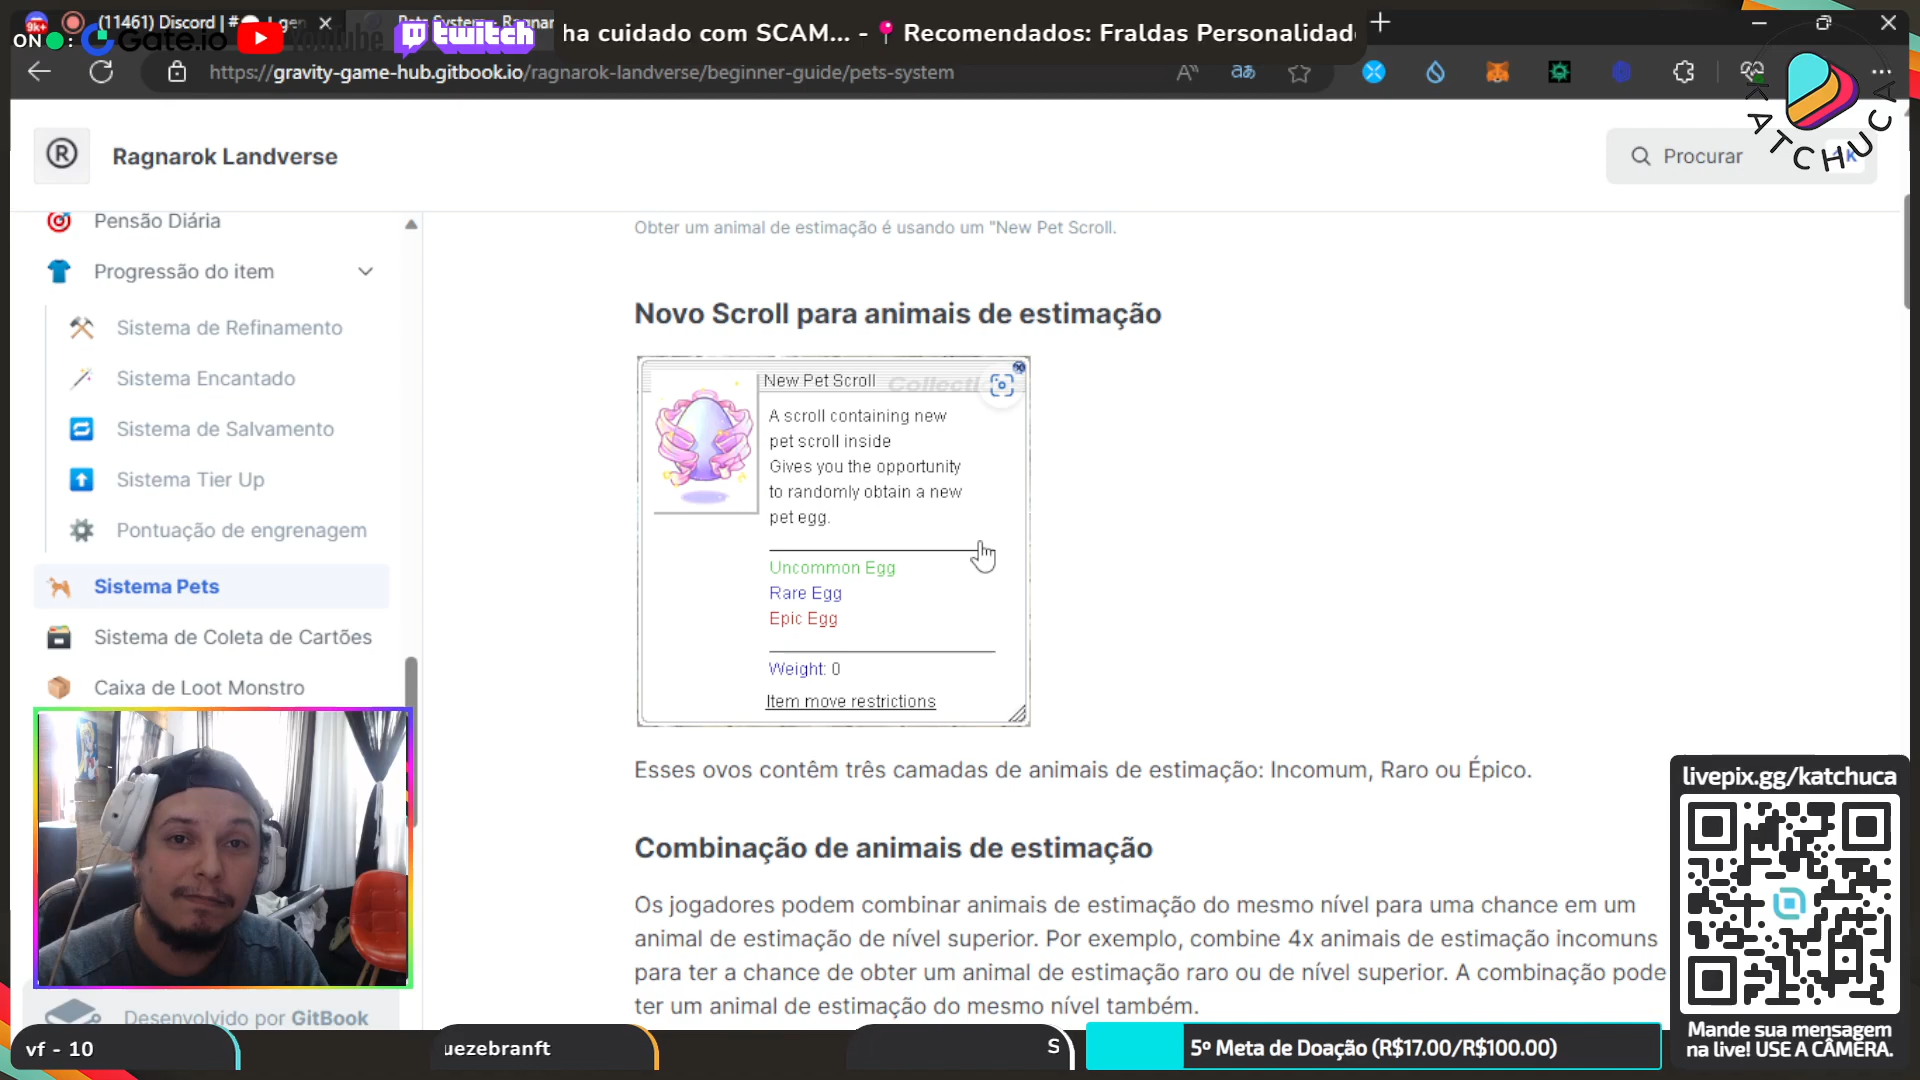 (11461) Discord | #
Pets System - Ragnar
ON
Gate.io
YouTube
twitch
ha cuidado com SCAM... - 📍 Recomendados: Fraldas Personalidad
https://gravity-game-hub.gitbook.io/ragnarok-landverse/beginner-guide/pets-system
KATCHUCA
Ragnarok Landverse
Procurar
Pensão Diária
Progressão do item
Sistema de Refinamento
Sistema Encantado
Sistema de Salvamento
Sistema Tier Up
Pontuação de engrenagem
Sistema Pets
Sistema de Coleta de Cartões
Caixa de Loot Monstro
Desenvolvido por GitBook
Obter um animal de estimação é usando um "New Pet Scroll.
Novo Scroll para animais de estimação
New Pet Scroll
A scroll containing new
pet scroll inside
Gives you the opportunity
to randomly obtain a new
pet egg.
Uncommon Egg
Rare Egg
Epic Egg
Weight: 0
Item move restrictions
Esses ovos contêm três camadas de animais de estimação: Incomum, Raro ou Épico.
Combinação de animais de estimação
Os jogadores podem combinar animais de estimação do mesmo nível para uma chance em um
animal de estimação de nível superior. Por exemplo, combine 4x animais de estimação incomuns
para ter a chance de obter um animal de estimação raro ou de nível superior. A combinação pode
ter um animal de estimação do mesmo nível também.
livepix.gg/katchuca
Mande sua mensagem
na live! USE A CÂMERA.
vf - 10
uezebranft
S
5º Meta de Doação (R$17.00/R$100.00)